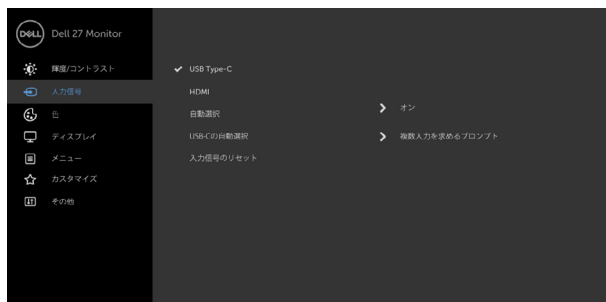 DELL
Dell 27 Monitor
輝度/コントラスト
✔ USB Type-C
入力信号
HDMI
色
自動選択
オン
ディスプレイ
USB-Cの自動選択
複数入力を求めるプロンプト
メニュー
入力信号のリセット
カスタマイズ
その他